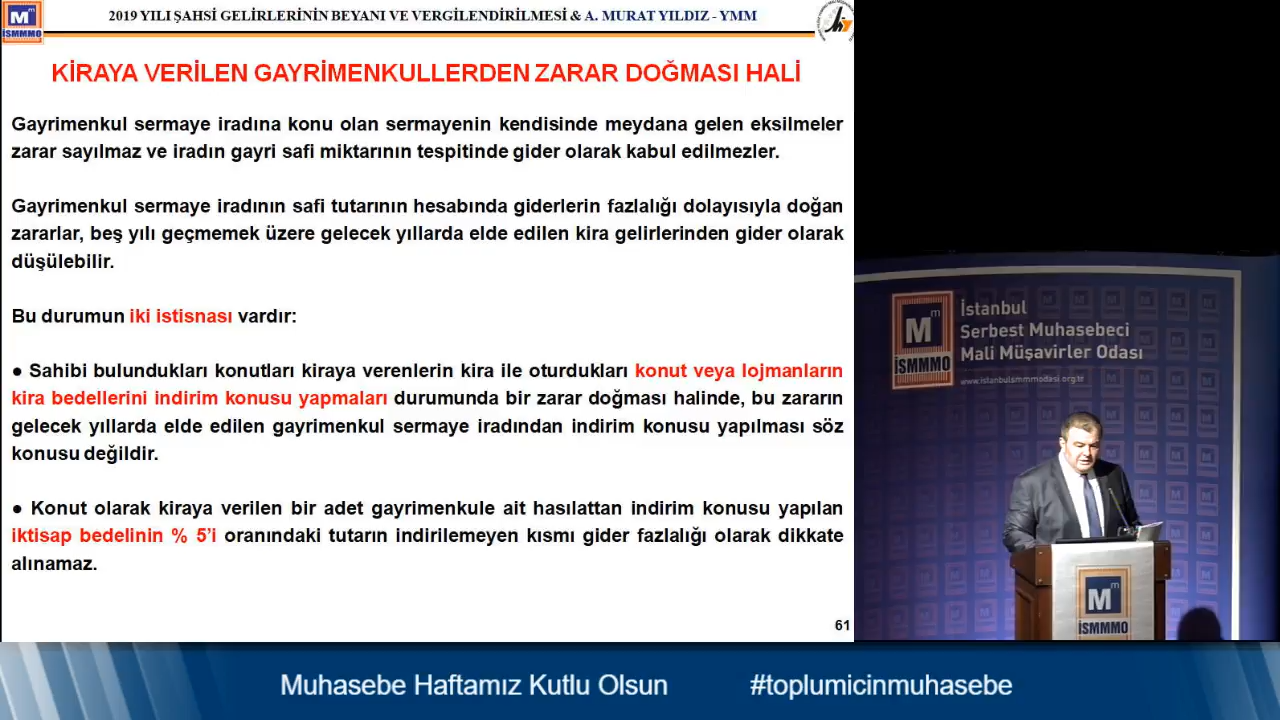 2019 YILI ŞAHSİ GELİRLERİNİN BEYANI VE VERGİLENDİRİLMESİ & A. MURAT YILDIZ - YMM
M m
İSMMMO
KİRAYA VERİLEN GAYRİMENKULLERDEN ZARAR DOĞMASI HALİ
Gayrimenkul sermaye iradına konu olan sermayenin kendisinde meydana gelen eksilmeler
zarar sayılmaz ve iradın gayri safi miktarının tespitinde gider olarak kabul edilmezler.
Gayrimenkul sermaye iradının safi tutarının hesabında giderlerin fazlalığı dolayısıyla doğan
zararlar, beş yılı geçmemek üzere gelecek yıllarda elde edilen kira gelirlerinden gider olarak
düşülebilir.
Bu durumun iki istisnası vardır:
● Sahibi bulundukları konutları kiraya verenlerin kira ile oturdukları konut veya lojmanların
kira bedellerini indirim konusu yapmaları durumunda bir zarar doğması halinde, bu zararın
gelecek yıllarda elde edilen gayrimenkul sermaye iradından indirim konusu yapılması söz
konusu değildir.
● Konut olarak kiraya verilen bir adet gayrimenkule ait hasılattan indirim konusu yapılan
iktisap bedelinin % 5’i oranındaki tutarın indirilemeyen kısmı gider fazlalığı olarak dikkate
alınamaz.
61
M m
İSMMMO
İstanbul
Serbest Muhasebeci
Mali Müşavirler Odası
www.istanbulsmmmodasi.org.tr
M m
İSMMMO
Muhasebe Haftamız Kutlu Olsun #toplumicinmuhasebe